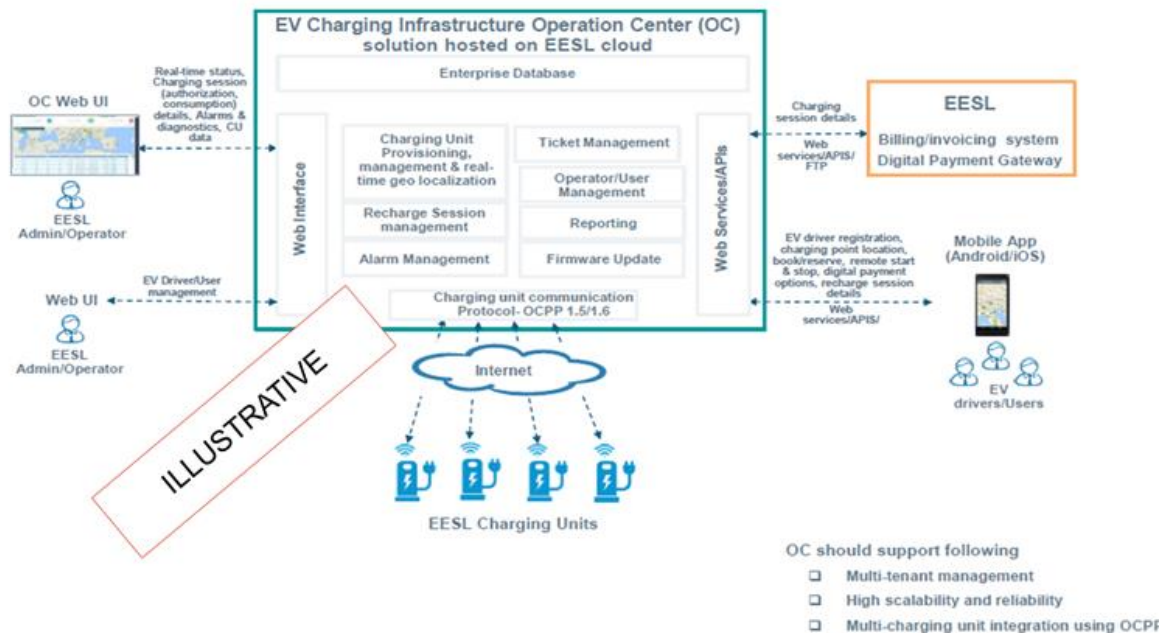 EV Charging Infrastructure Operation Center (OC)
solution hosted on EESL cloud
Enterprise Database
Real-time status,
Charging session
(authorization,
consumption)
details, Alarms &
diagnostics, CU
data
OC Web UI
EESL
Admin/Operator
Web UI
EESL
Admin/Operator
EV Driver/User
management
Web Interface
Charging Unit
Provisioning,
management & real-
time geo localization
Recharge Session
management
Alarm Management
Ticket Management
Operator/User
Management
Reporting
Firmware Update
Charging unit communication
Protocol- OCPP 1.5/1.6
Web Services/APIs
Charging
session details
Web
services/APIS/
FTP
EESL
Billing/invoicing system
Digital Payment Gateway
EV driver registration,
charging point location,
book/reserve, remote start
& stop, digital payment
options, recharge session
details
Web
services/APIS/
Mobile App
(Android/iOS)
EV
drivers/Users
Internet
ILLUSTRATIVE
EESL Charging Units
OC should support following
Multi-tenant management
High scalability and reliability
Multi-charging unit integration using OCPP